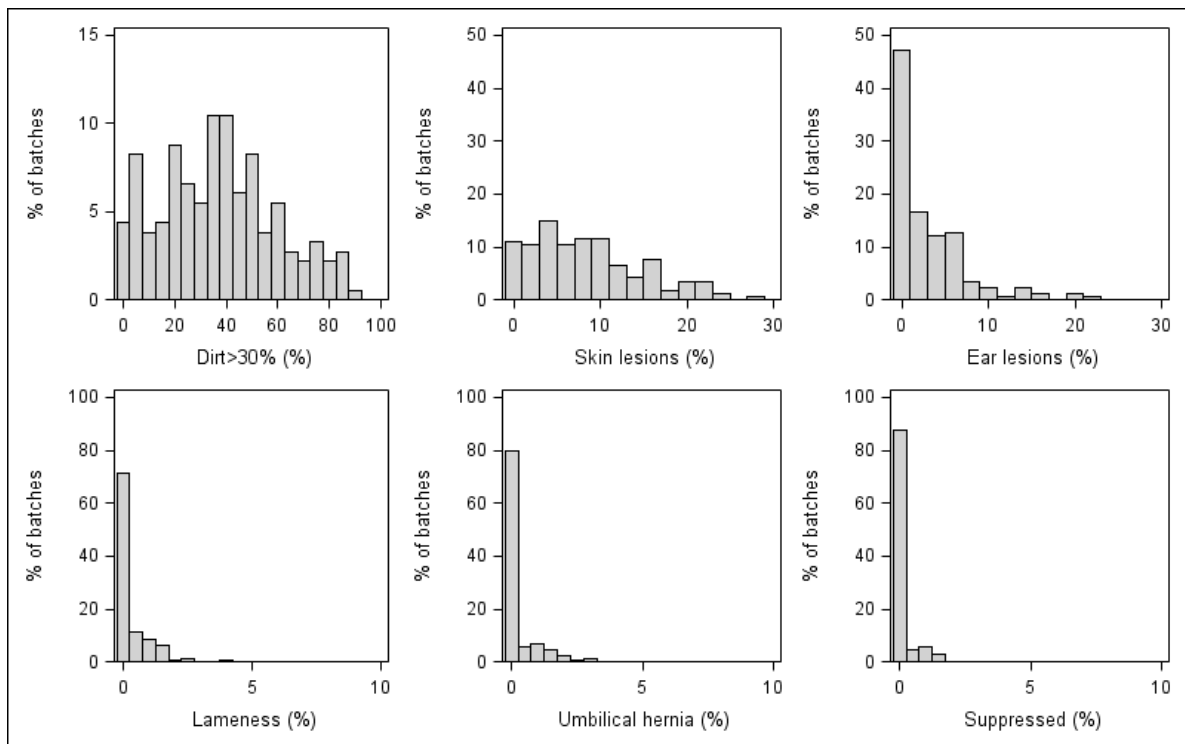 % of batches
15
10
5
0
0 20 40 60 80 100
Dirt>30% (%)
% of batches
50
40
30
20
10
0
0 10 20 30
Skin lesions (%)
% of batches
50
40
30
20
10
0
0 10 20 30
Ear lesions (%)
% of batches
100
80
60
40
20
0
0 5 10
Lameness (%)
% of batches
100
80
60
40
20
0
0 5 10
Umbilical hernia (%)
% of batches
100
80
60
40
20
0
0 5 10
Suppressed (%)